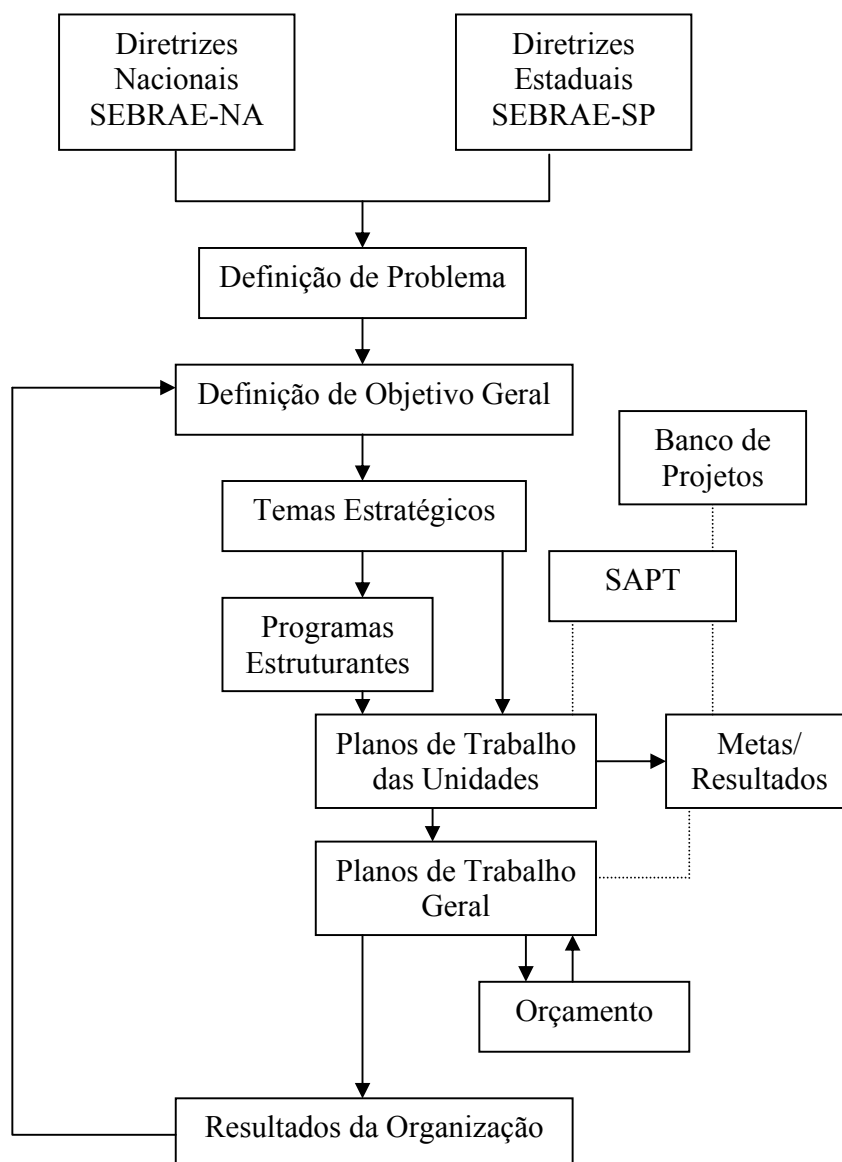 Diretrizes
Nacionais
SEBRAE-NA
Diretrizes
Estaduais
SEBRAE-SP
Definição de Problema
Definição de Objetivo Geral
Banco de
Projetos
Temas Estratégicos
SAPT
Programas
Estruturantes
Planos de Trabalho
das Unidades
Metas/
Resultados
Planos de Trabalho
Geral
Orçamento
Resultados da Organização